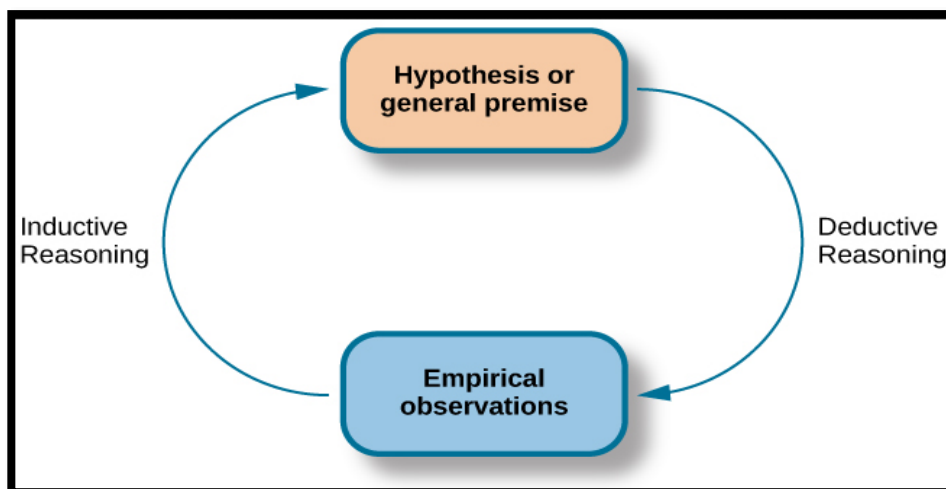 Hypothesis or
general premise
Inductive
Reasoning
Deductive
Reasoning
Empirical
observations